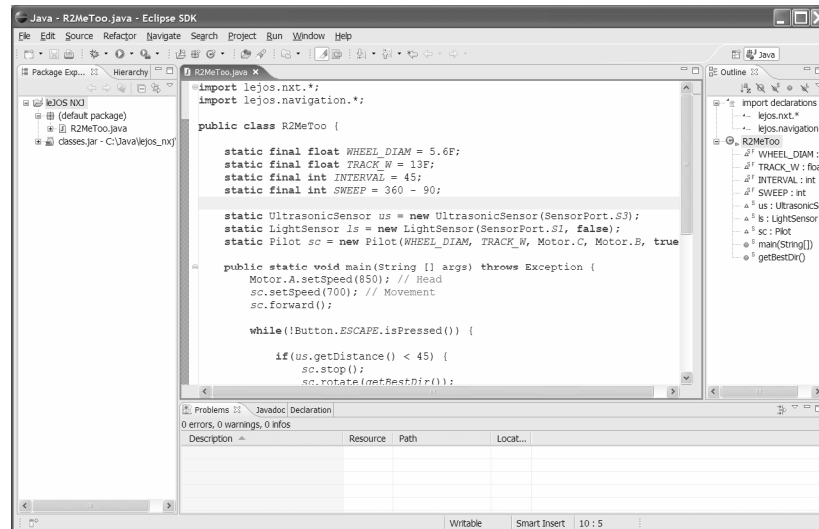 Java - R2MeToo.java - Eclipse SDK
File Edit Source Refactor Navigate Search Project Run Window Help
Java
Package Exp... Hierarchy
leJOS NXJ
(default package)
R2MeToo.java
classes.jar - C:\Java\lejos_nxj
R2MeToo.java
import lejos.nxt.*;
import lejos.navigation.*;
public class R2MeToo {
static final float WHEEL_DIAM = 5.6F;
static final float TRACK_W = 13F;
static final int INTERVAL = 45;
static final int SWEEP = 360 - 90;
static UltrasonicSensor us = new UltrasonicSensor(SensorPort.S3);
static LightSensor ls = new LightSensor(SensorPort.S1, false);
static Pilot sc = new Pilot(WHEEL_DIAM, TRACK_W, Motor.C, Motor.B, true
public static void main(String [] args) throws Exception {
Motor.A.setSpeed(850); // Head
sc.setSpeed(700); // Movement
sc.forward();
while(!Button.ESCAPE.isPressed()) {
if(us.getDistance() < 45) {
sc.stop();
sc.rotate(getBestDir());
Outline
import declarations
lejos.nxt.*
lejos.navigation
R2MeToo
WHEEL_DIAM :
TRACK_W : floa
INTERVAL : int
SWEEP : int
us : UltrasonicS
ls : LightSensor
sc : Pilot
main(String[])
getBestDir()
Problems Javadoc Declaration
0 errors, 0 warnings, 0 infos
Description Resource Path Locat...
Writable Smart Insert 10 : 5